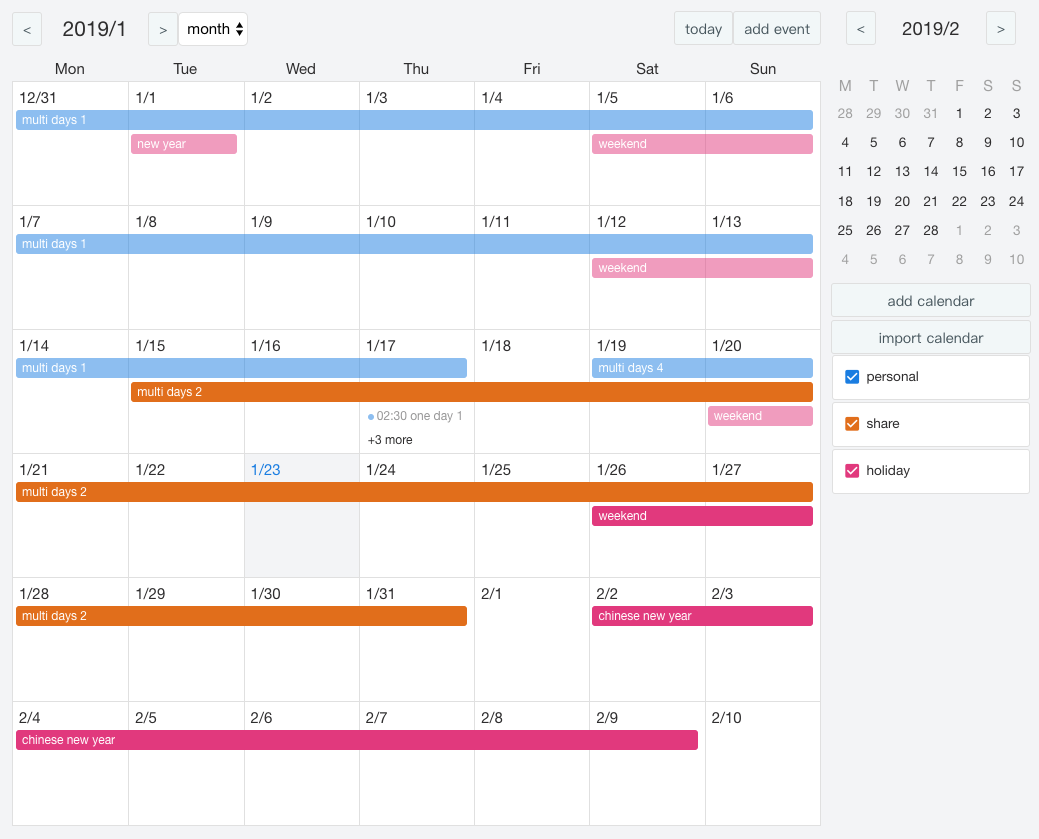 < 2019/1 > month today add event < 2019/2 >
Mon Tue Wed Thu Fri Sat Sun
12/31 1/1 1/2 1/3 1/4 1/5 1/6
multi days 1
new year weekend
1/7 1/8 1/9 1/10 1/11 1/12 1/13
multi days 1
weekend
1/14 1/15 1/16 1/17 1/18 1/19 1/20
multi days 1 multi days 4
multi days 2
02:30 one day 1 weekend
+3 more
1/21 1/22 1/23 1/24 1/25 1/26 1/27
multi days 2
weekend
1/28 1/29 1/30 1/31 2/1 2/2 2/3
multi days 2 chinese new year
2/4 2/5 2/6 2/7 2/8 2/9 2/10
chinese new year
M T W T F S S
28 29 30 31 1 2 3
4 5 6 7 8 9 10
11 12 13 14 15 16 17
18 19 20 21 22 23 24
25 26 27 28 1 2 3
4 5 6 7 8 9 10
add calendar
import calendar
personal
share
holiday